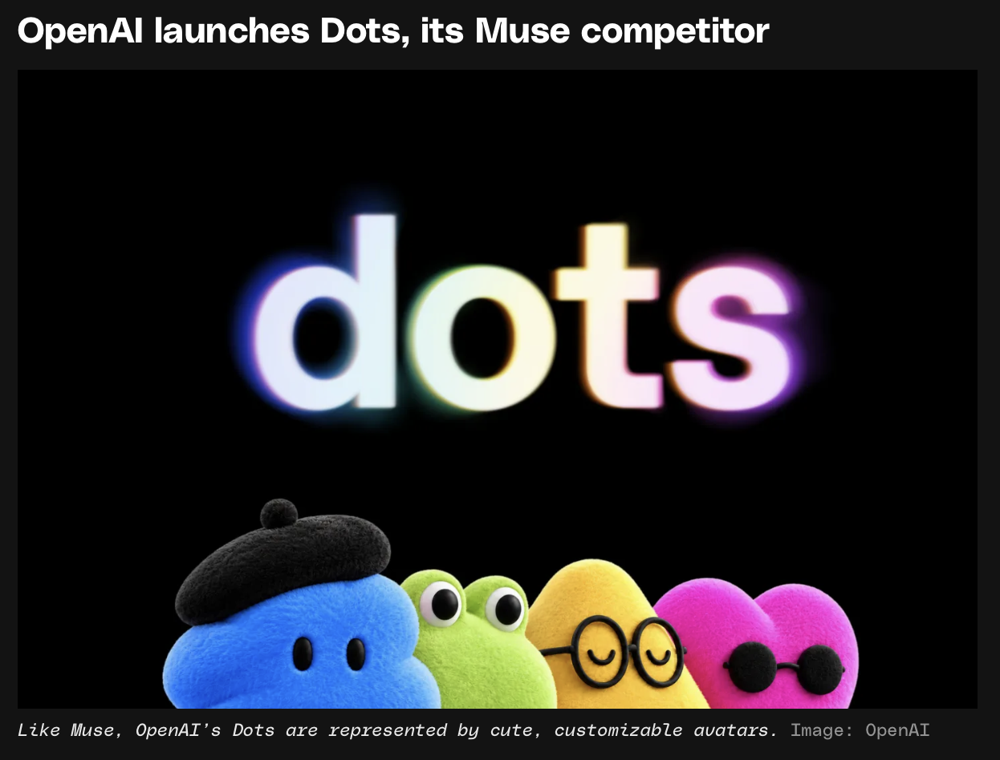 OpenAI launches Dots, its Muse competitor
dots
Like Muse, OpenAI’s Dots are represented by cute, customizable avatars. Image: OpenAI